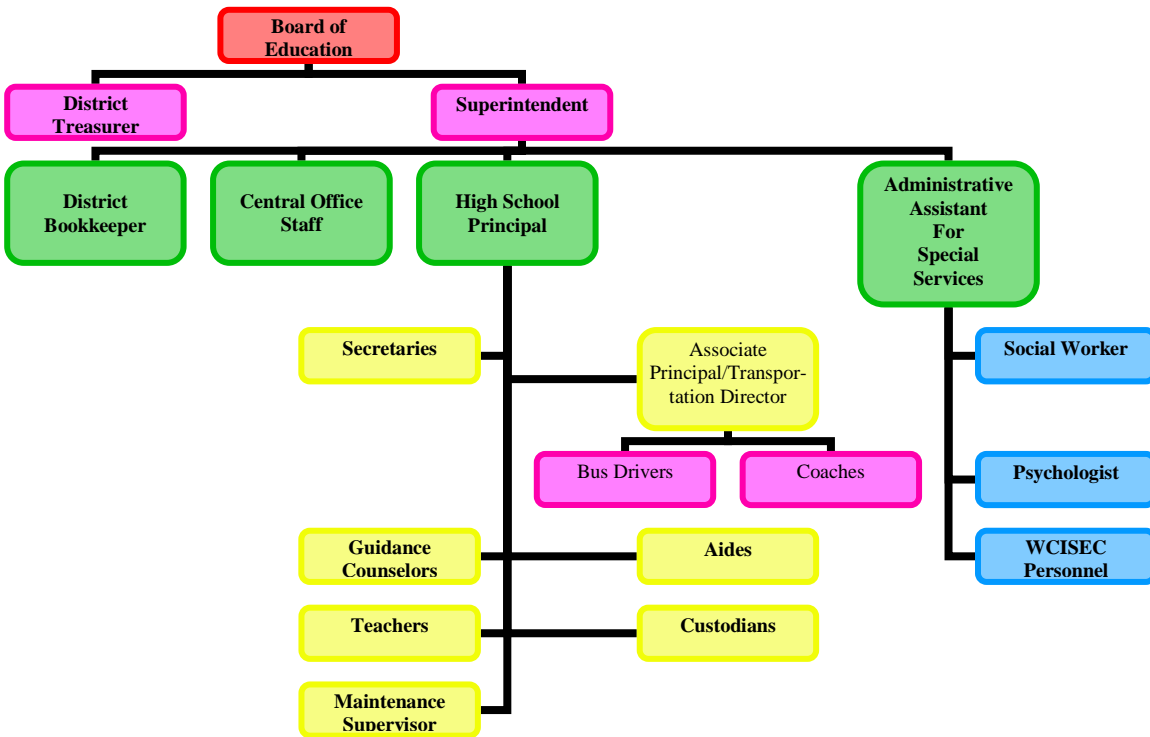 Board of
Education
District
Treasurer
Superintendent
District
Bookkeeper
Central Office
Staff
High School
Principal
Administrative
Assistant
For
Special
Services
Secretaries
Associate
Principal/Transpor-
tation Director
Social Worker
Bus Drivers
Coaches
Psychologist
Guidance
Counselors
Aides
WCISEC
Personnel
Teachers
Custodians
Maintenance
Supervisor